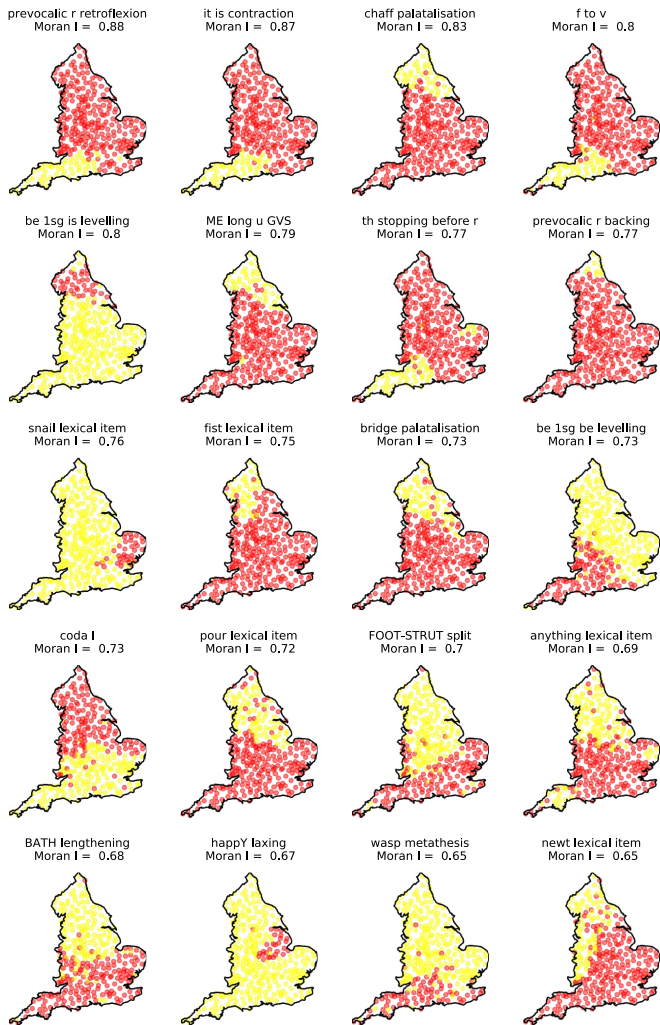 prevocalic r retroflexion
Moran I = 0.88
it is contraction
Moran I = 0.87
chaff palatalisation
Moran I = 0.83
f to v
Moran I = 0.8
be 1sg is levelling
Moran I = 0.8
ME long u GVS
Moran I = 0.79
th stopping before r
Moran I = 0.77
prevocalic r backing
Moran I = 0.77
snail lexical item
Moran I = 0.76
fist lexical item
Moran I = 0.75
bridge palatalisation
Moran I = 0.73
be 1sg be levelling
Moran I = 0.73
coda l
Moran I = 0.73
pour lexical item
Moran I = 0.72
FOOT-STRUT split
Moran I = 0.7
anything lexical item
Moran I = 0.69
BATH lengthening
Moran I = 0.68
happY laxing
Moran I = 0.67
wasp metathesis
Moran I = 0.65
newt lexical item
Moran I = 0.65